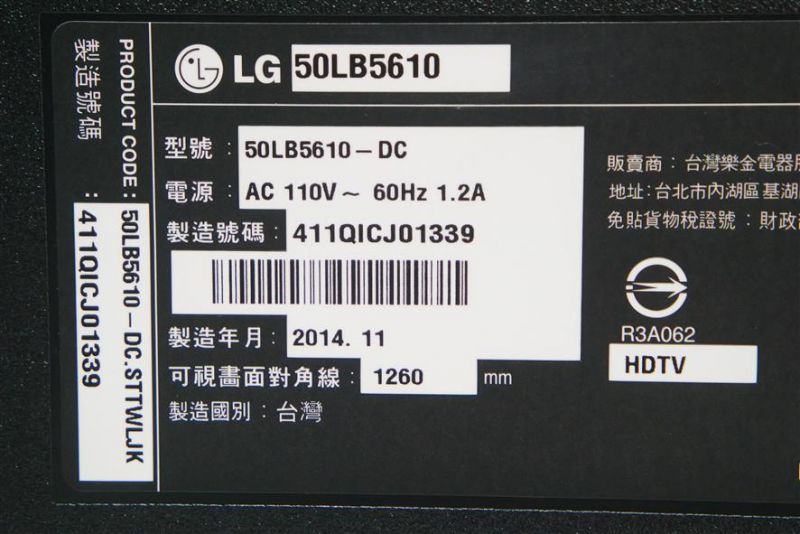 PRODUCT CODE : 50LB5610-DC.STTWLJK
製造號碼 : 411QICJ01339
LG 50LB5610
型號 : 50LB5610-DC
電源 : AC 110V~ 60Hz 1.2A
製造號碼 : 411QICJ01339
製造年月 : 2014. 11
可視畫面對角線 : 1260 mm
製造國別 : 台灣
販賣商 : 台灣樂金電器
地址: 台北市內湖區基湖
免貼貨物稅證號 : 財政
R3A062
HDTV